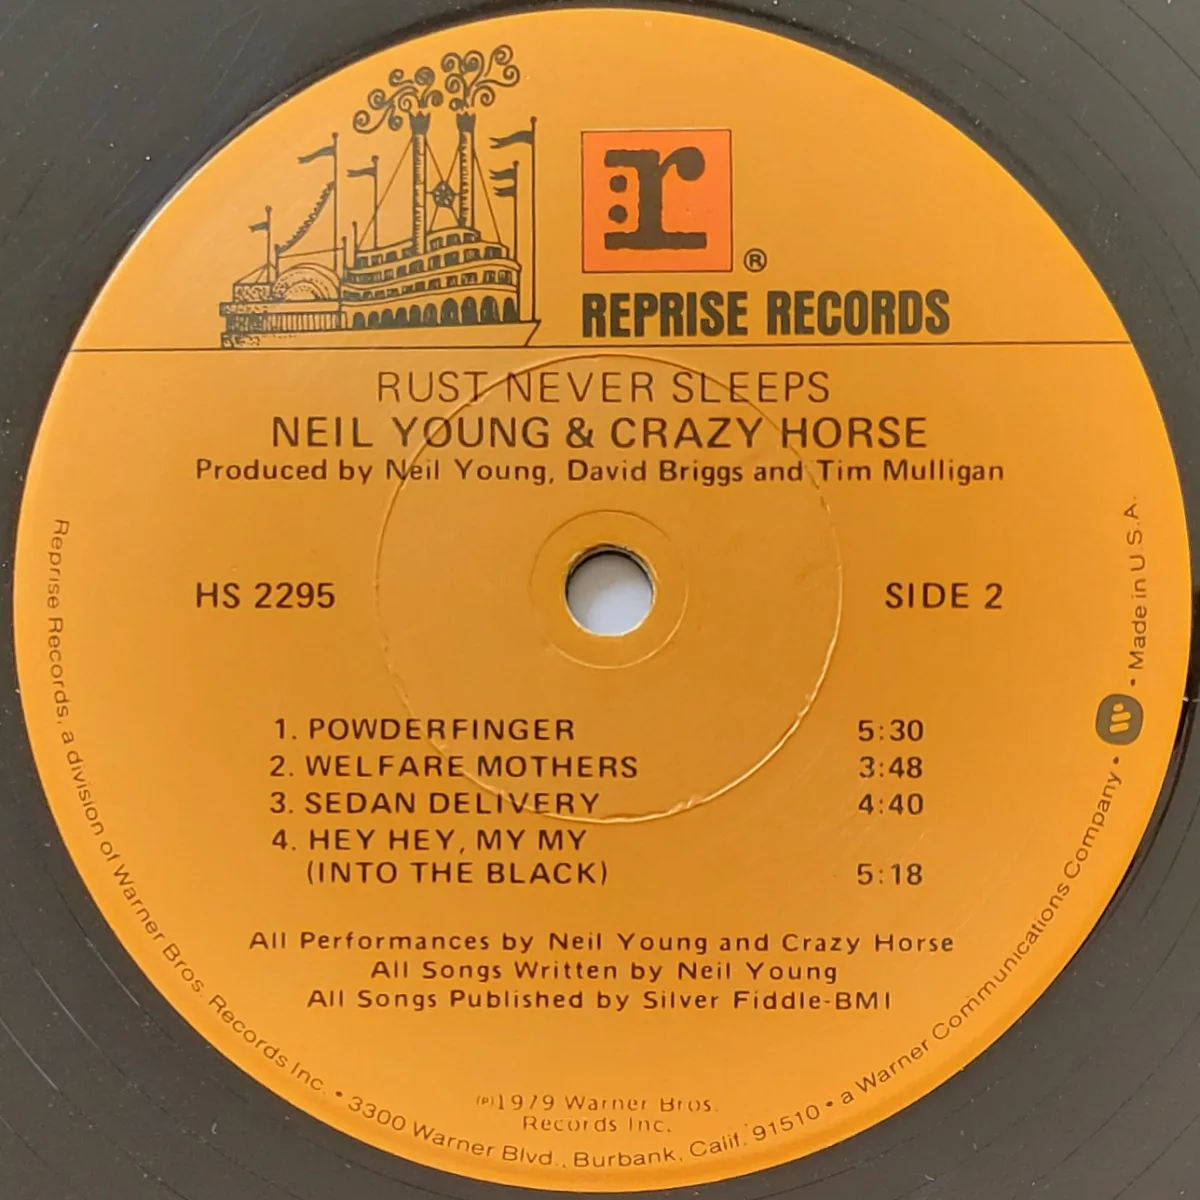 r
®
REPRISE RECORDS
RUST NEVER SLEEPS
NEIL YOUNG & CRAZY HORSE
Produced by Neil Young, David Briggs and Tim Mulligan
HS 2295
SIDE 2
1. POWDERFINGER 5:30
2. WELFARE MOTHERS 3:48
3. SEDAN DELIVERY 4:40
4. HEY HEY, MY MY
(INTO THE BLACK) 5:18
All Performances by Neil Young and Crazy Horse
All Songs Written by Neil Young
All Songs Published by Silver Fiddle-BMI
℗1979 Warner Bros.
Records Inc.
Reprise Records, a division of Warner Bros. Records Inc. • 3300 Warner Blvd., Burbank, Calif. 91510 • a Warner Communications Company • W • Made in U.S.A.